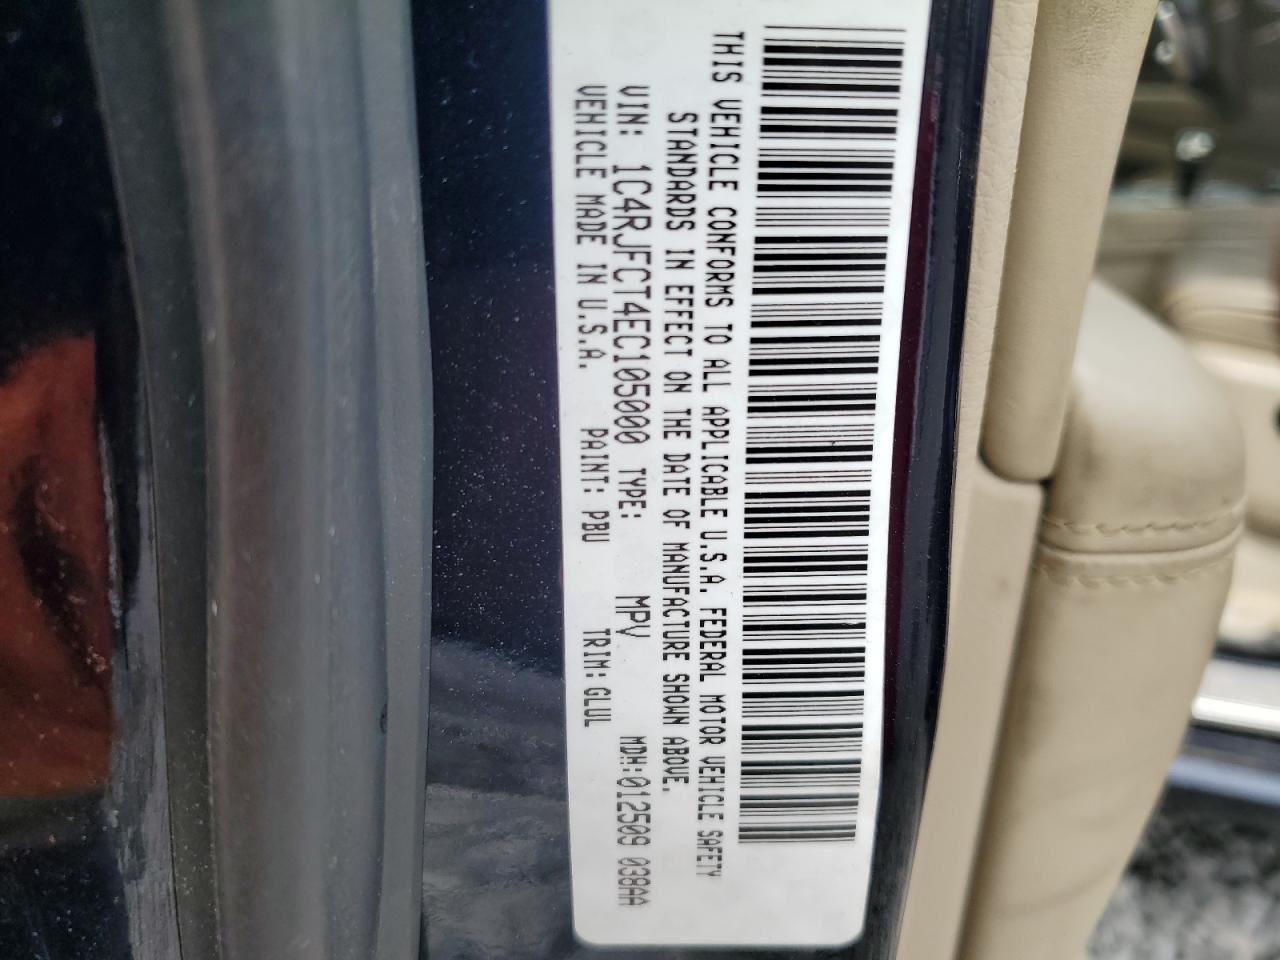 THIS VEHICLE CONFORMS TO ALL APPLICABLE U.S.A. FEDERAL MOTOR VEHICLE SAFETY
STANDARDS IN EFFECT ON THE DATE OF MANUFACTURE SHOWN ABOVE.
VIN: 1C4RJFCT4EC105000 TYPE: MPV MDH:012509 038AA
VEHICLE MADE IN U.S.A. PAINT: PBU TRIM: GLUL